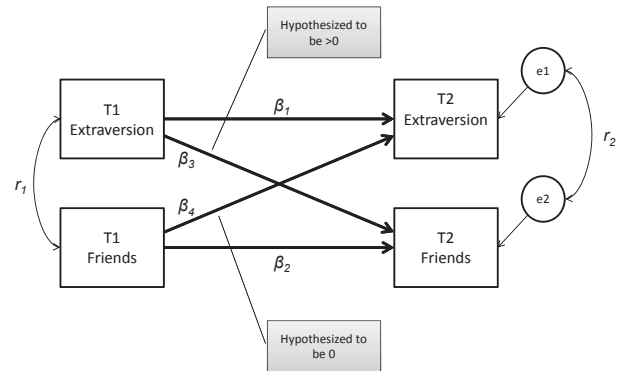 Hypothesized to
be >0
T1
Extraversion
β1
T2
Extraversion
e1
r1
β3
r2
β4
e2
T1
Friends
β2
T2
Friends
Hypothesized to
be 0